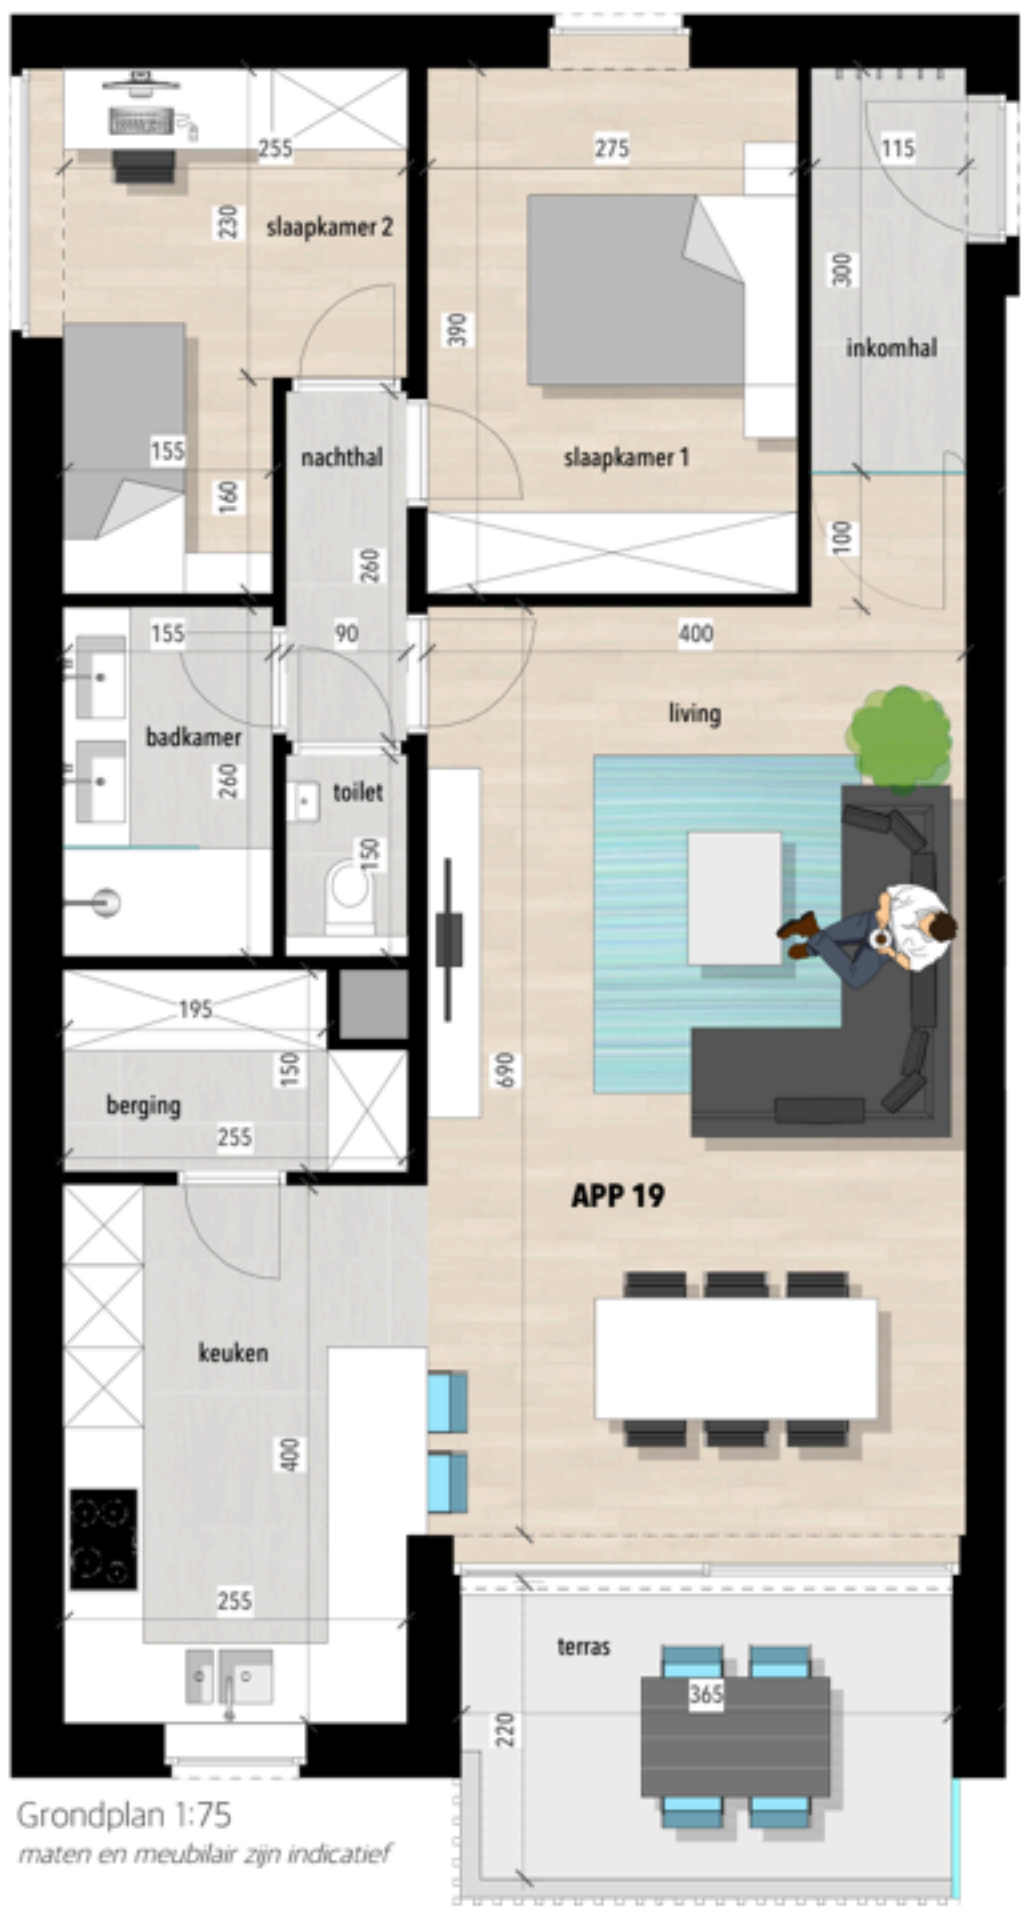 255
275
115
230
slaapkamer 2
300
390
inkomhal
155
nachthal
slaapkamer 1
160
260
100
155
90
400
living
badkamer
260
toilet
150
195
150
690
berging
255
APP 19
keuken
400
255
terras
365
220
Grondplan 1:75
maten en meubilair zijn indicatief